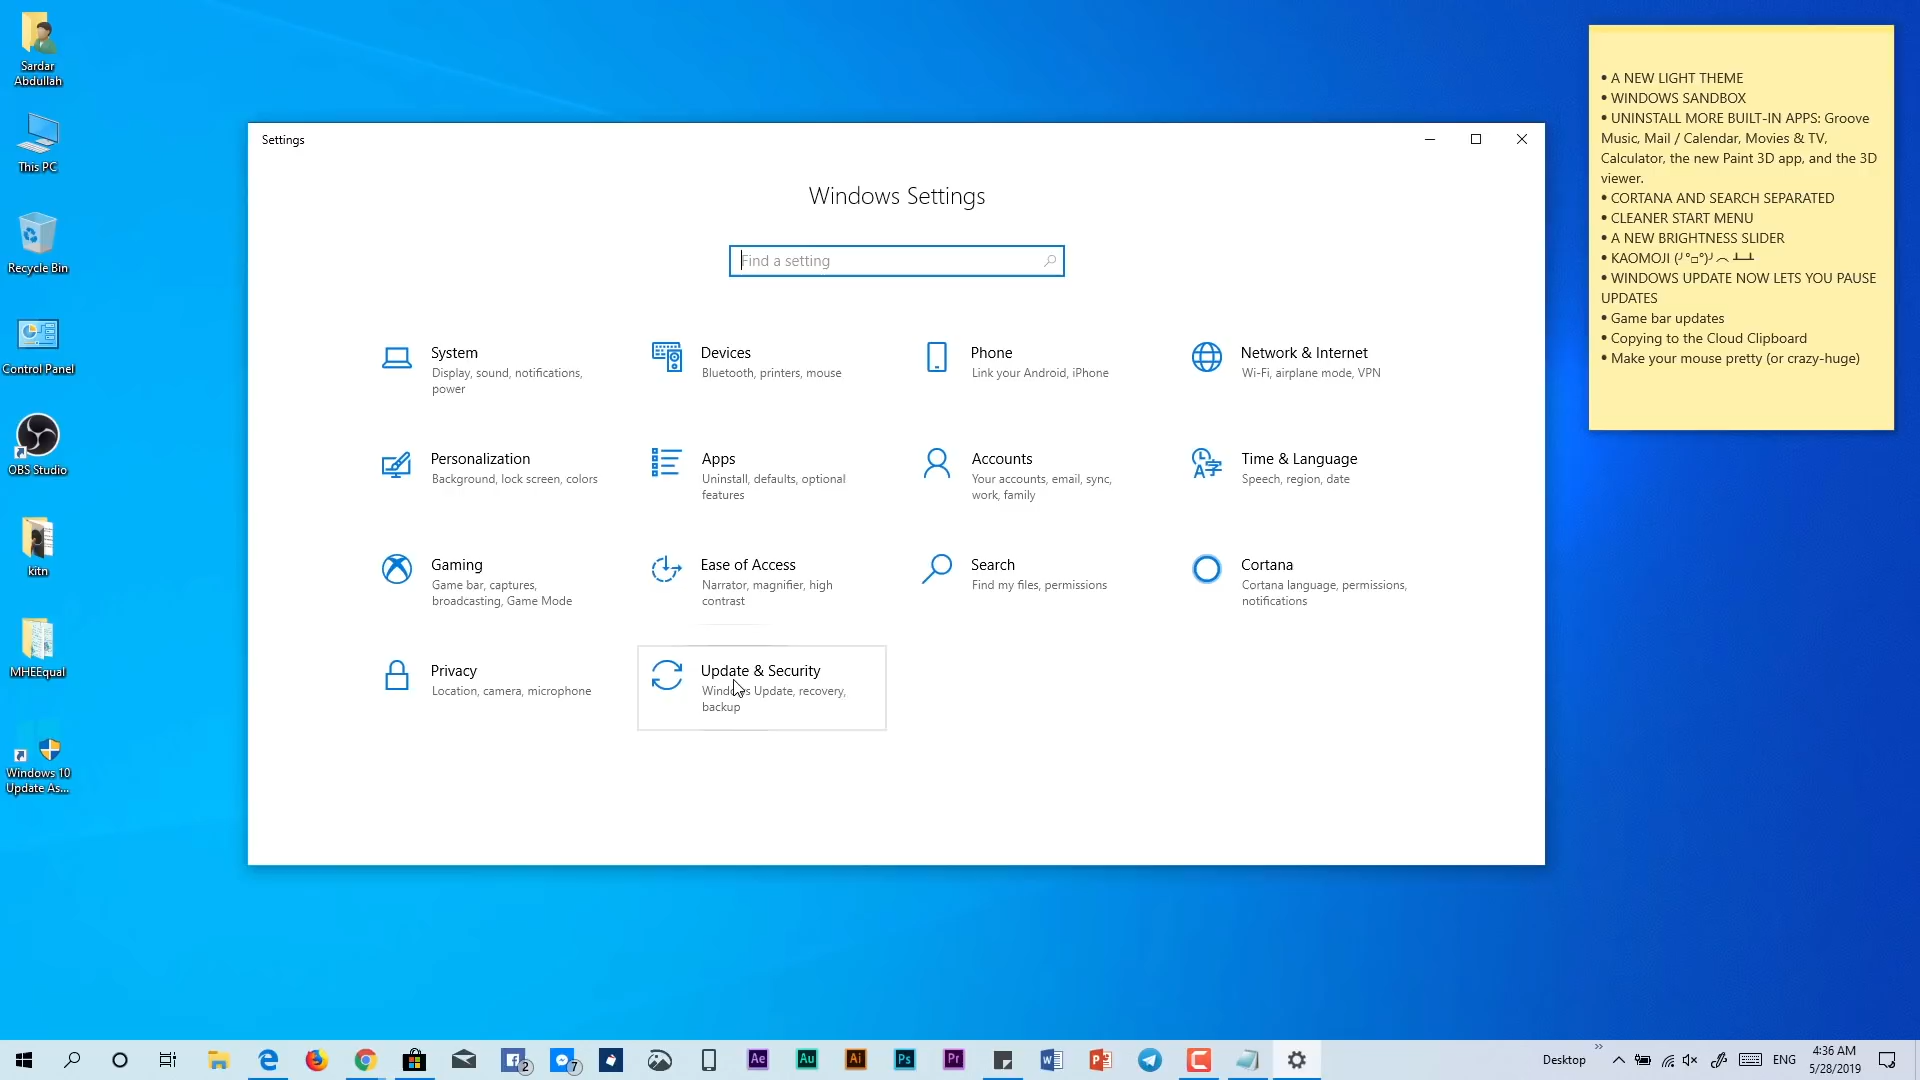 Sardar
Abdullah
This PC
Recycle Bin
Control Panel
OBS Studio
kitn
MHEEqual
Windows 10
Update As...
Settings
Windows Settings
Find a setting
System
Display, sound, notifications,
power
Devices
Bluetooth, printers, mouse
Phone
Link your Android, iPhone
Network & Internet
Wi-Fi, airplane mode, VPN
Personalization
Background, lock screen, colors
Apps
Uninstall, defaults, optional
features
Accounts
Your accounts, email, sync,
work, family
Time & Language
Speech, region, date
Gaming
Game bar, captures,
broadcasting, Game Mode
Ease of Access
Narrator, magnifier, high
contrast
Search
Find my files, permissions
Cortana
Cortana language, permissions,
notifications
Privacy
Location, camera, microphone
Update & Security
Windows Update, recovery,
backup
• A NEW LIGHT THEME
• WINDOWS SANDBOX
• UNINSTALL MORE BUILT-IN APPS: Groove
Music, Mail / Calendar, Movies & TV,
Calculator, the new Paint 3D app, and the 3D
viewer.
• CORTANA AND SEARCH SEPARATED
• CLEANER START MENU
• A NEW BRIGHTNESS SLIDER
• KAOMOJI (╯°□°)╯︵ ┻━┻
• WINDOWS UPDATE NOW LETS YOU PAUSE
UPDATES
• Game bar updates
• Copying to the Cloud Clipboard
• Make your mouse pretty (or crazy-huge)
2
7
Ae
Au
Ai
Ps
Pr
Desktop
ENG
4:36 AM
5/28/2019